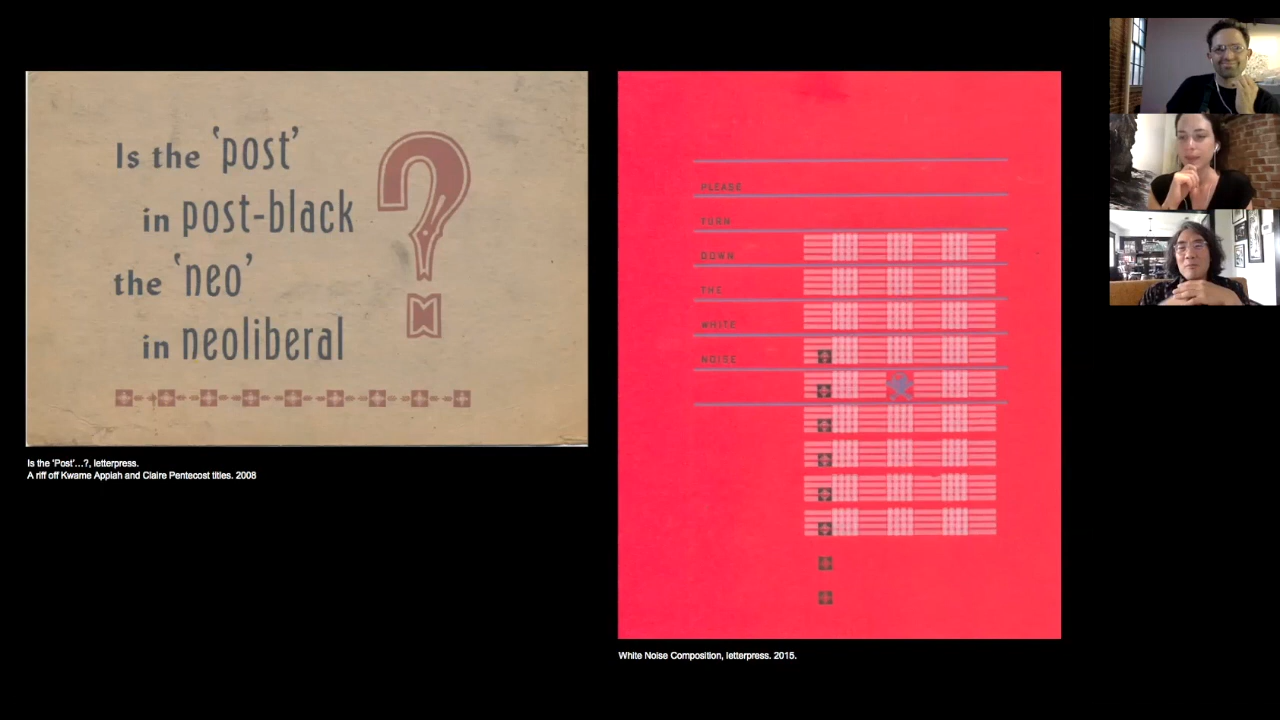 Is the ‘post’
in post-black
the ‘neo’
in neoliberal
?
Is the ‘Post’...?, letterpress.
A riff off Kwame Appiah and Claire Pentecost titles. 2008
PLEASE
TURN
DOWN
THE
WHITE
NOISE
White Noise Composition, letterpress. 2015.